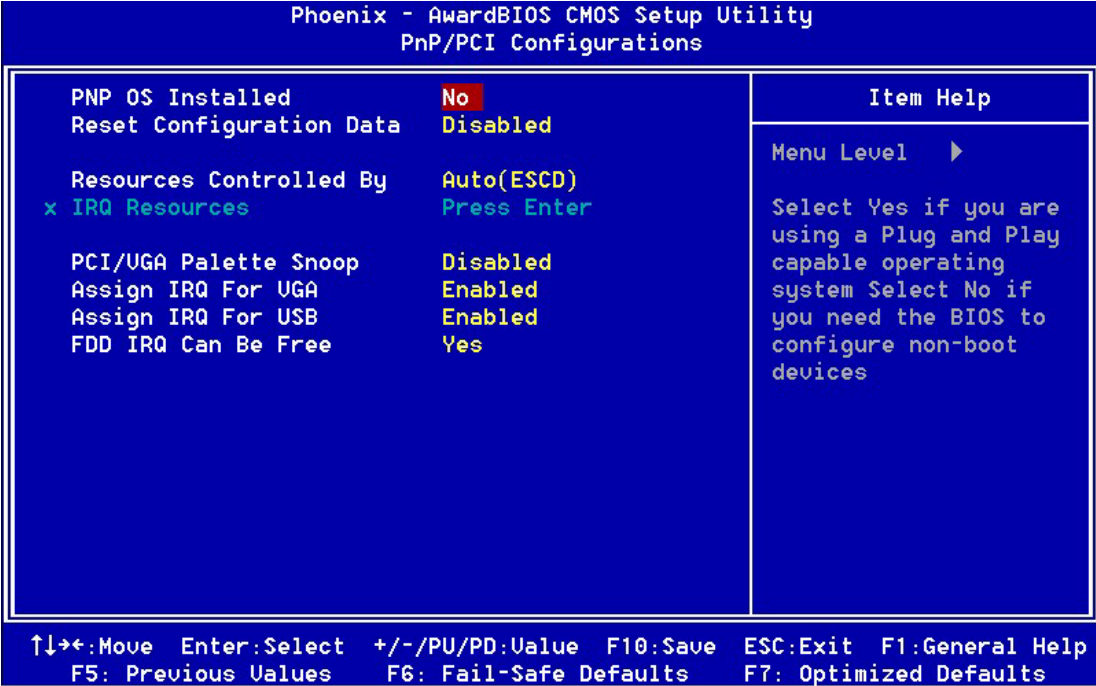 Phoenix - AwardBIOS CMOS Setup Utility
PnP/PCI Configurations
PNP OS Installed No
Reset Configuration Data Disabled
Resources Controlled By Auto(ESCD)
x IRQ Resources Press Enter
PCI/VGA Palette Snoop Disabled
Assign IRQ For VGA Enabled
Assign IRQ For USB Enabled
FDD IRQ Can Be Free Yes
Item Help
Menu Level ▶
Select Yes if you are
using a Plug and Play
capable operating
system Select No if
you need the BIOS to
configure non-boot
devices
↑↓→←:Move Enter:Select +/-/PU/PD:Value F10:Save ESC:Exit F1:General Help
F5: Previous Values F6: Fail-Safe Defaults F7: Optimized Defaults